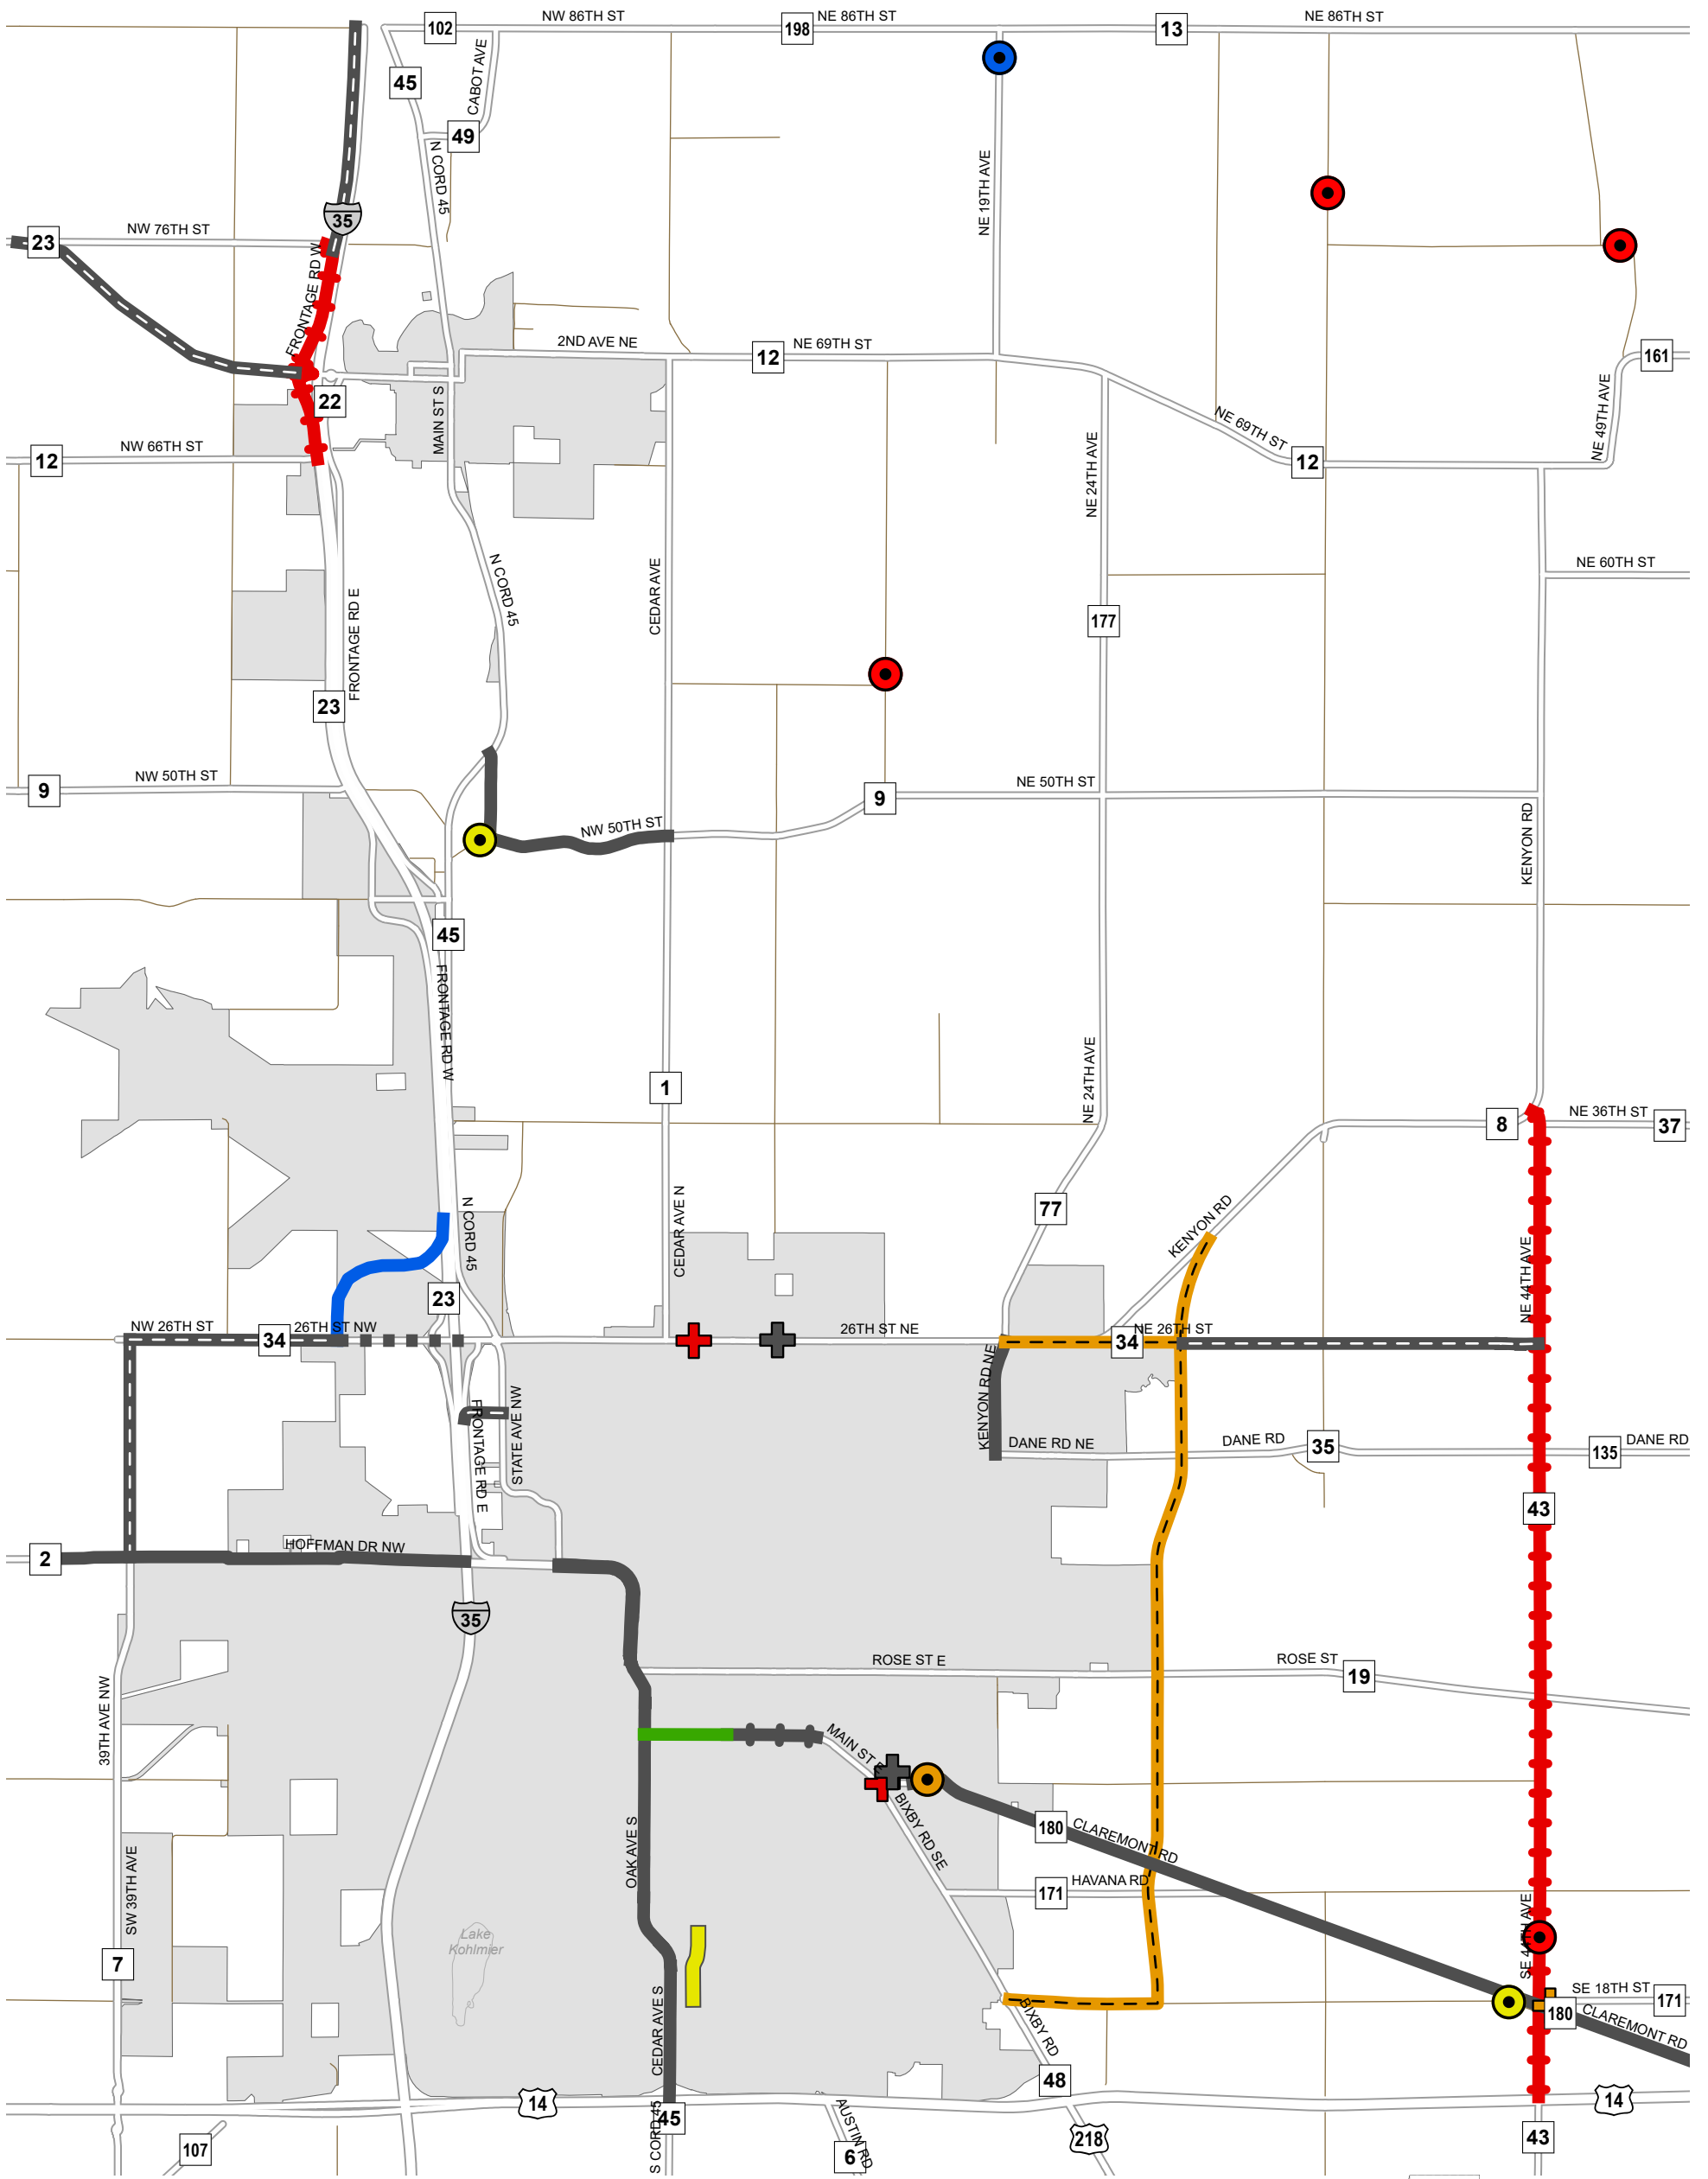 NW 86TH ST
NE 86TH ST
NE 86TH ST
102
198
13
45
CABOT AVE
49
N CORD 45
NE 19TH AVE
35
23
NW 76TH ST
FRONTAGE RD W
2ND AVE NE
12
NE 69TH ST
161
22
MAIN ST S
NE 69TH ST
NE 49TH AVE
12
NW 66TH ST
12
NE 24TH AVE
N CORD 45
CEDAR AVE
NE 60TH ST
177
FRONTAGE RD E
23
NW 50TH ST
9
NE 50TH ST
9
NW 50TH ST
KENYON RD
45
FRONTAGE RD W
1
NE 24TH AVE
8
NE 36TH ST
37
77
KENYON RD
N CORD 45
CEDAR AVE N
NE 44TH AVE
23
NW 26TH ST
34
26TH ST NW
26TH ST NE
34
NE 26TH ST
KENYON RD NE
FRONTAGE RD E
STATE AVE NW
DANE RD NE
DANE RD
35
135
DANE RD
43
2
HOFFMAN DR NW
35
ROSE ST E
ROSE ST
19
39TH AVE NW
MAIN ST E
BIXBY RD SE
180
CLAREMONT RD
OAK AVE S
171
HAVANA RD
SW 39TH AVE
Lake
Kohlmier
7
SE 44TH AVE
SE 18TH ST
171
180
CLAREMONT RD
CEDAR AVE S
BIXBY RD
48
14
14
45
S CORD 45
AUSTIN RD
6
218
43
107